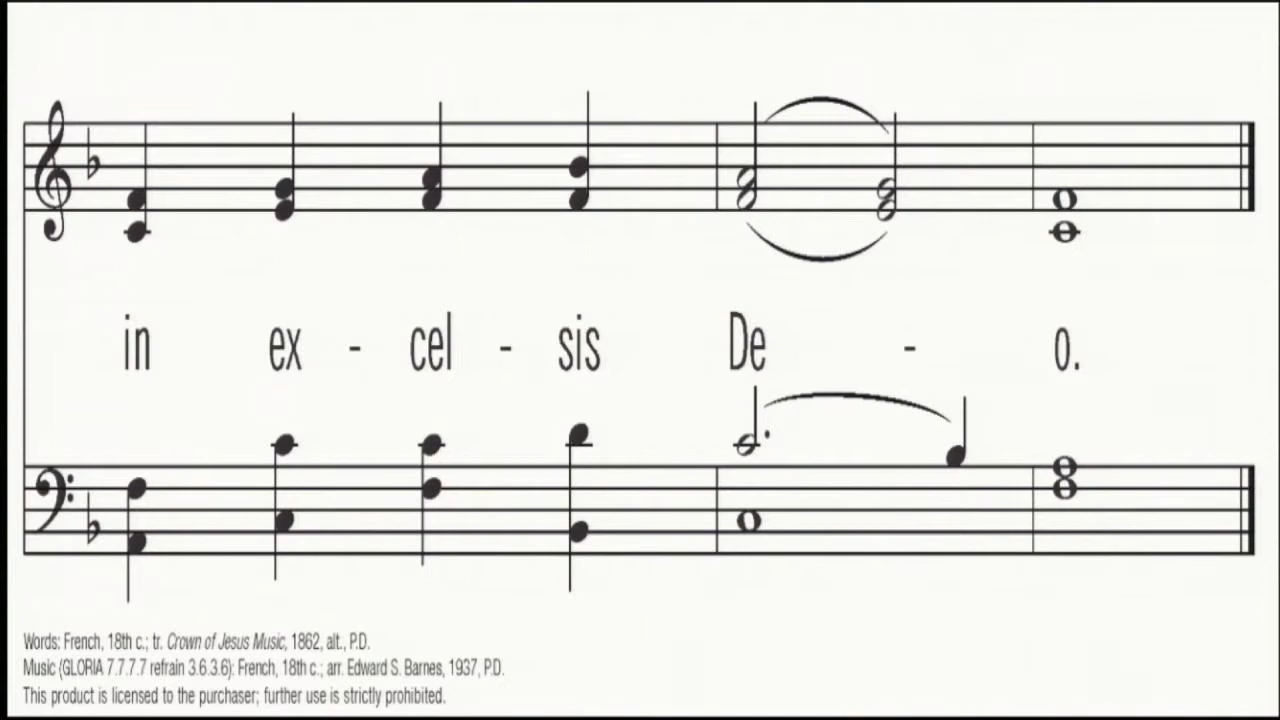 in ex - cel - sis De - o.
Words: French, 18th c.; tr. Crown of Jesus Music, 1862, alt., P.D.
Music (GLORIA 7.7.7.7 refrain 3.6.3.6): French, 18th c.; arr. Edward S. Barnes, 1937, P.D.
This product is licensed to the purchaser; further use is strictly prohibited.